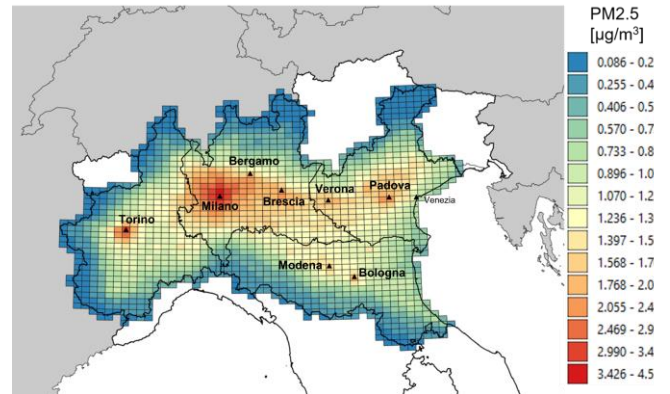 PM2.5
[µg/m³]
0.086 - 0.2
0.255 - 0.4
0.406 - 0.5
0.570 - 0.7
0.733 - 0.8
0.896 - 1.0
1.070 - 1.2
1.236 - 1.3
1.397 - 1.5
1.568 - 1.7
1.768 - 2.0
2.055 - 2.4
2.469 - 2.9
2.990 - 3.4
3.426 - 4.5
Bergamo
Milano
Brescia
Verona
Padova
Venezia
Torino
Modena
Bologna